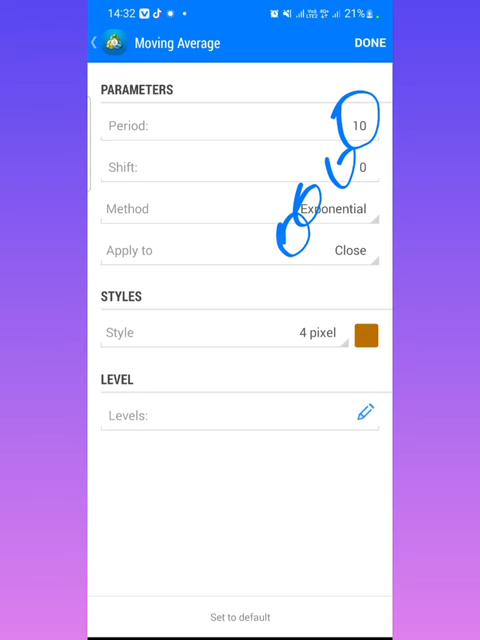 14:32 21%
Moving Average DONE
PARAMETERS
Period: 10
Shift: 0
Method Exponential
Apply to Close
STYLES
Style 4 pixel
LEVEL
Levels:
Set to default